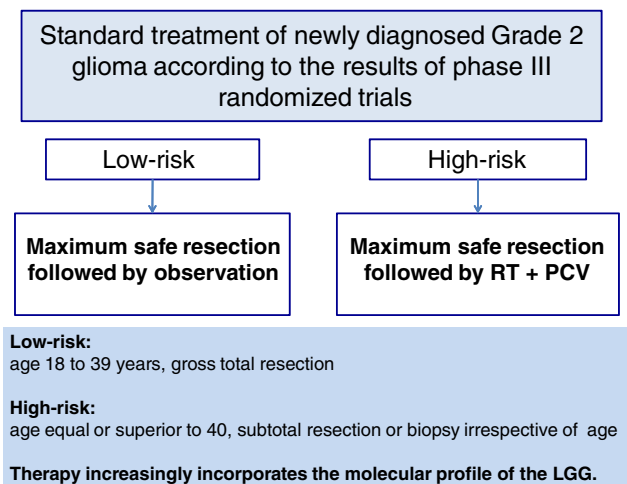 Standard treatment of newly diagnosed Grade 2
glioma according to the results of phase III
randomized trials
Low-risk
High-risk
Maximum safe resection
followed by observation
Maximum safe resection
followed by RT + PCV
Low-risk:
age 18 to 39 years, gross total resection
High-risk:
age equal or superior to 40, subtotal resection or biopsy irrespective of age
Therapy increasingly incorporates the molecular profile of the LGG.